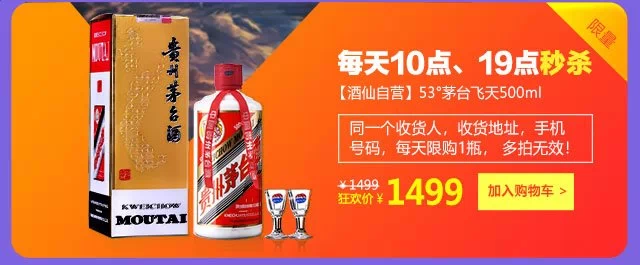 限量
每天10点、19点秒杀
【酒仙自营】53°茅台飞天500ml
同一个收货人，收货地址，手机
号码，每天限购1瓶， 多拍无效！
￥1499
狂欢价￥1499
加入购物车 >
贵州茅台酒
MOUTAI
KWEICHOW
MOUTAI
贵州茅台